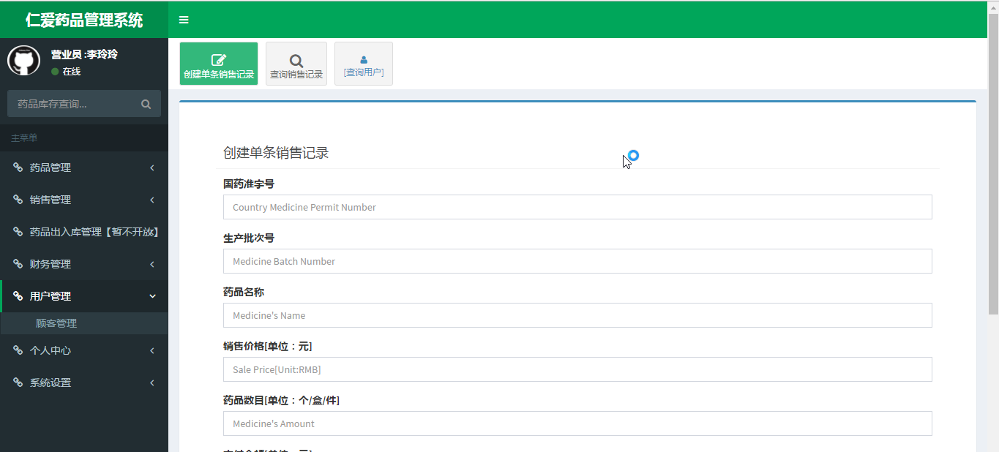 仁爱药品管理系统
营业员:李玲玲
在线
药品库存查询...
主菜单
药品管理
销售管理
药品出入库管理【暂不开放】
财务管理
用户管理
顾客管理
个人中心
系统设置
创建单条销售记录
查询销售记录
[查询用户]
创建单条销售记录
国药准字号
Country Medicine Permit Number
生产批次号
Medicine Batch Number
药品名称
Medicine's Name
销售价格[单位：元]
Sale Price[Unit:RMB]
药品数目[单位：个/盒/件]
Medicine's Amount